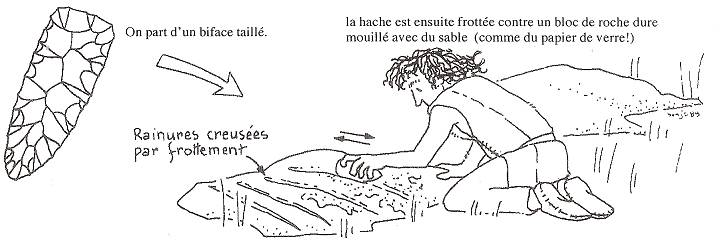 On part d'un biface taillé.
la hache est ensuite frottée contre un bloc de roche dure
mouillé avec du sable (comme du papier de verre!)
Rainures creusées
par frottement